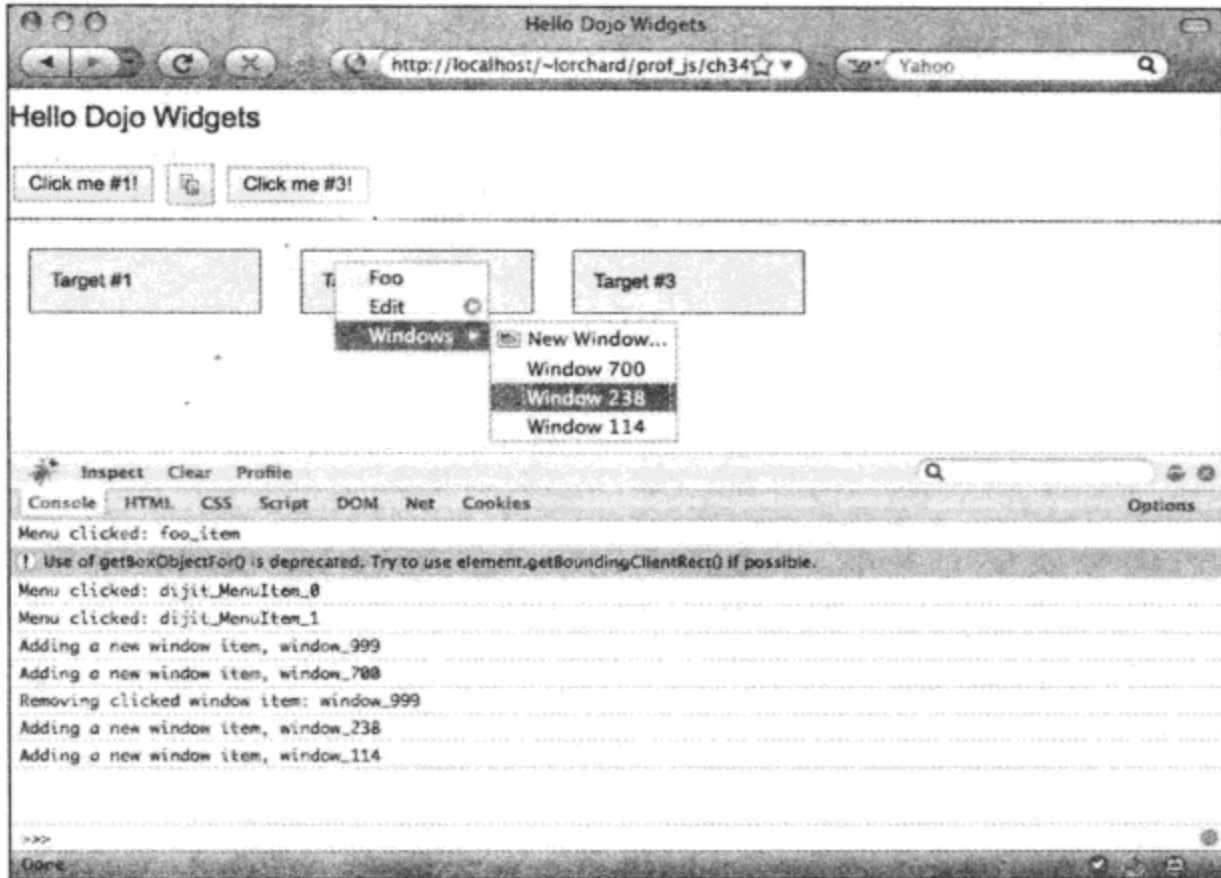 Hello Dojo Widgets
http://localhost/~lorchard/prof_js/ch34
Yahoo
Hello Dojo Widgets
Click me #1!
Click me #3!
Target #1
T
Target #3
Foo
Edit
Windows
New Window...
Window 700
Window 238
Window 114
Inspect Clear Profile
Console HTML CSS Script DOM Net Cookies Options
Menu clicked: foo_item
! Use of getBoxObjectFor() is deprecated. Try to use element.getBoundingClientRect() if possible.
Menu clicked: dijit_MenuItem_0
Menu clicked: dijit_MenuItem_1
Adding a new window item, window_999
Adding a new window item, window_700
Removing clicked window item: window_999
Adding a new window item, window_238
Adding a new window item, window_114
>>>
Done